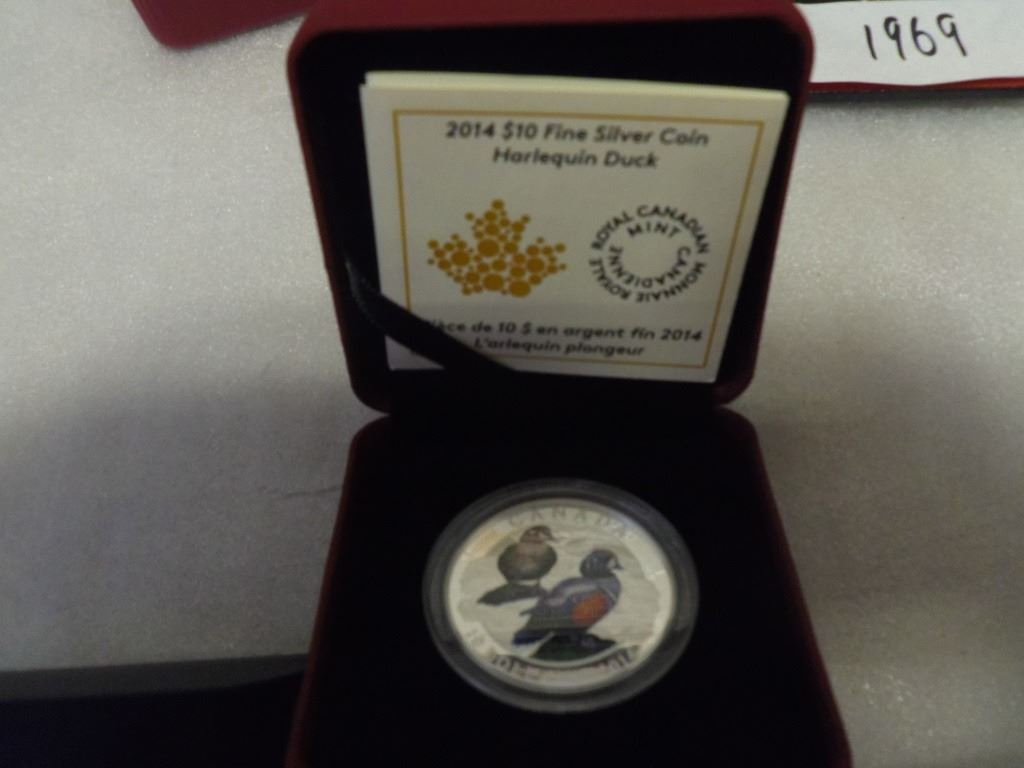 1969
2014 $10 Fine Silver Coin
Harlequin Duck
ROYAL CANADIAN MINT
MONNAIE ROYALE CANADIENNE
de 10 $ en argent fin 2014
L'arlequin plongeur
CANADA